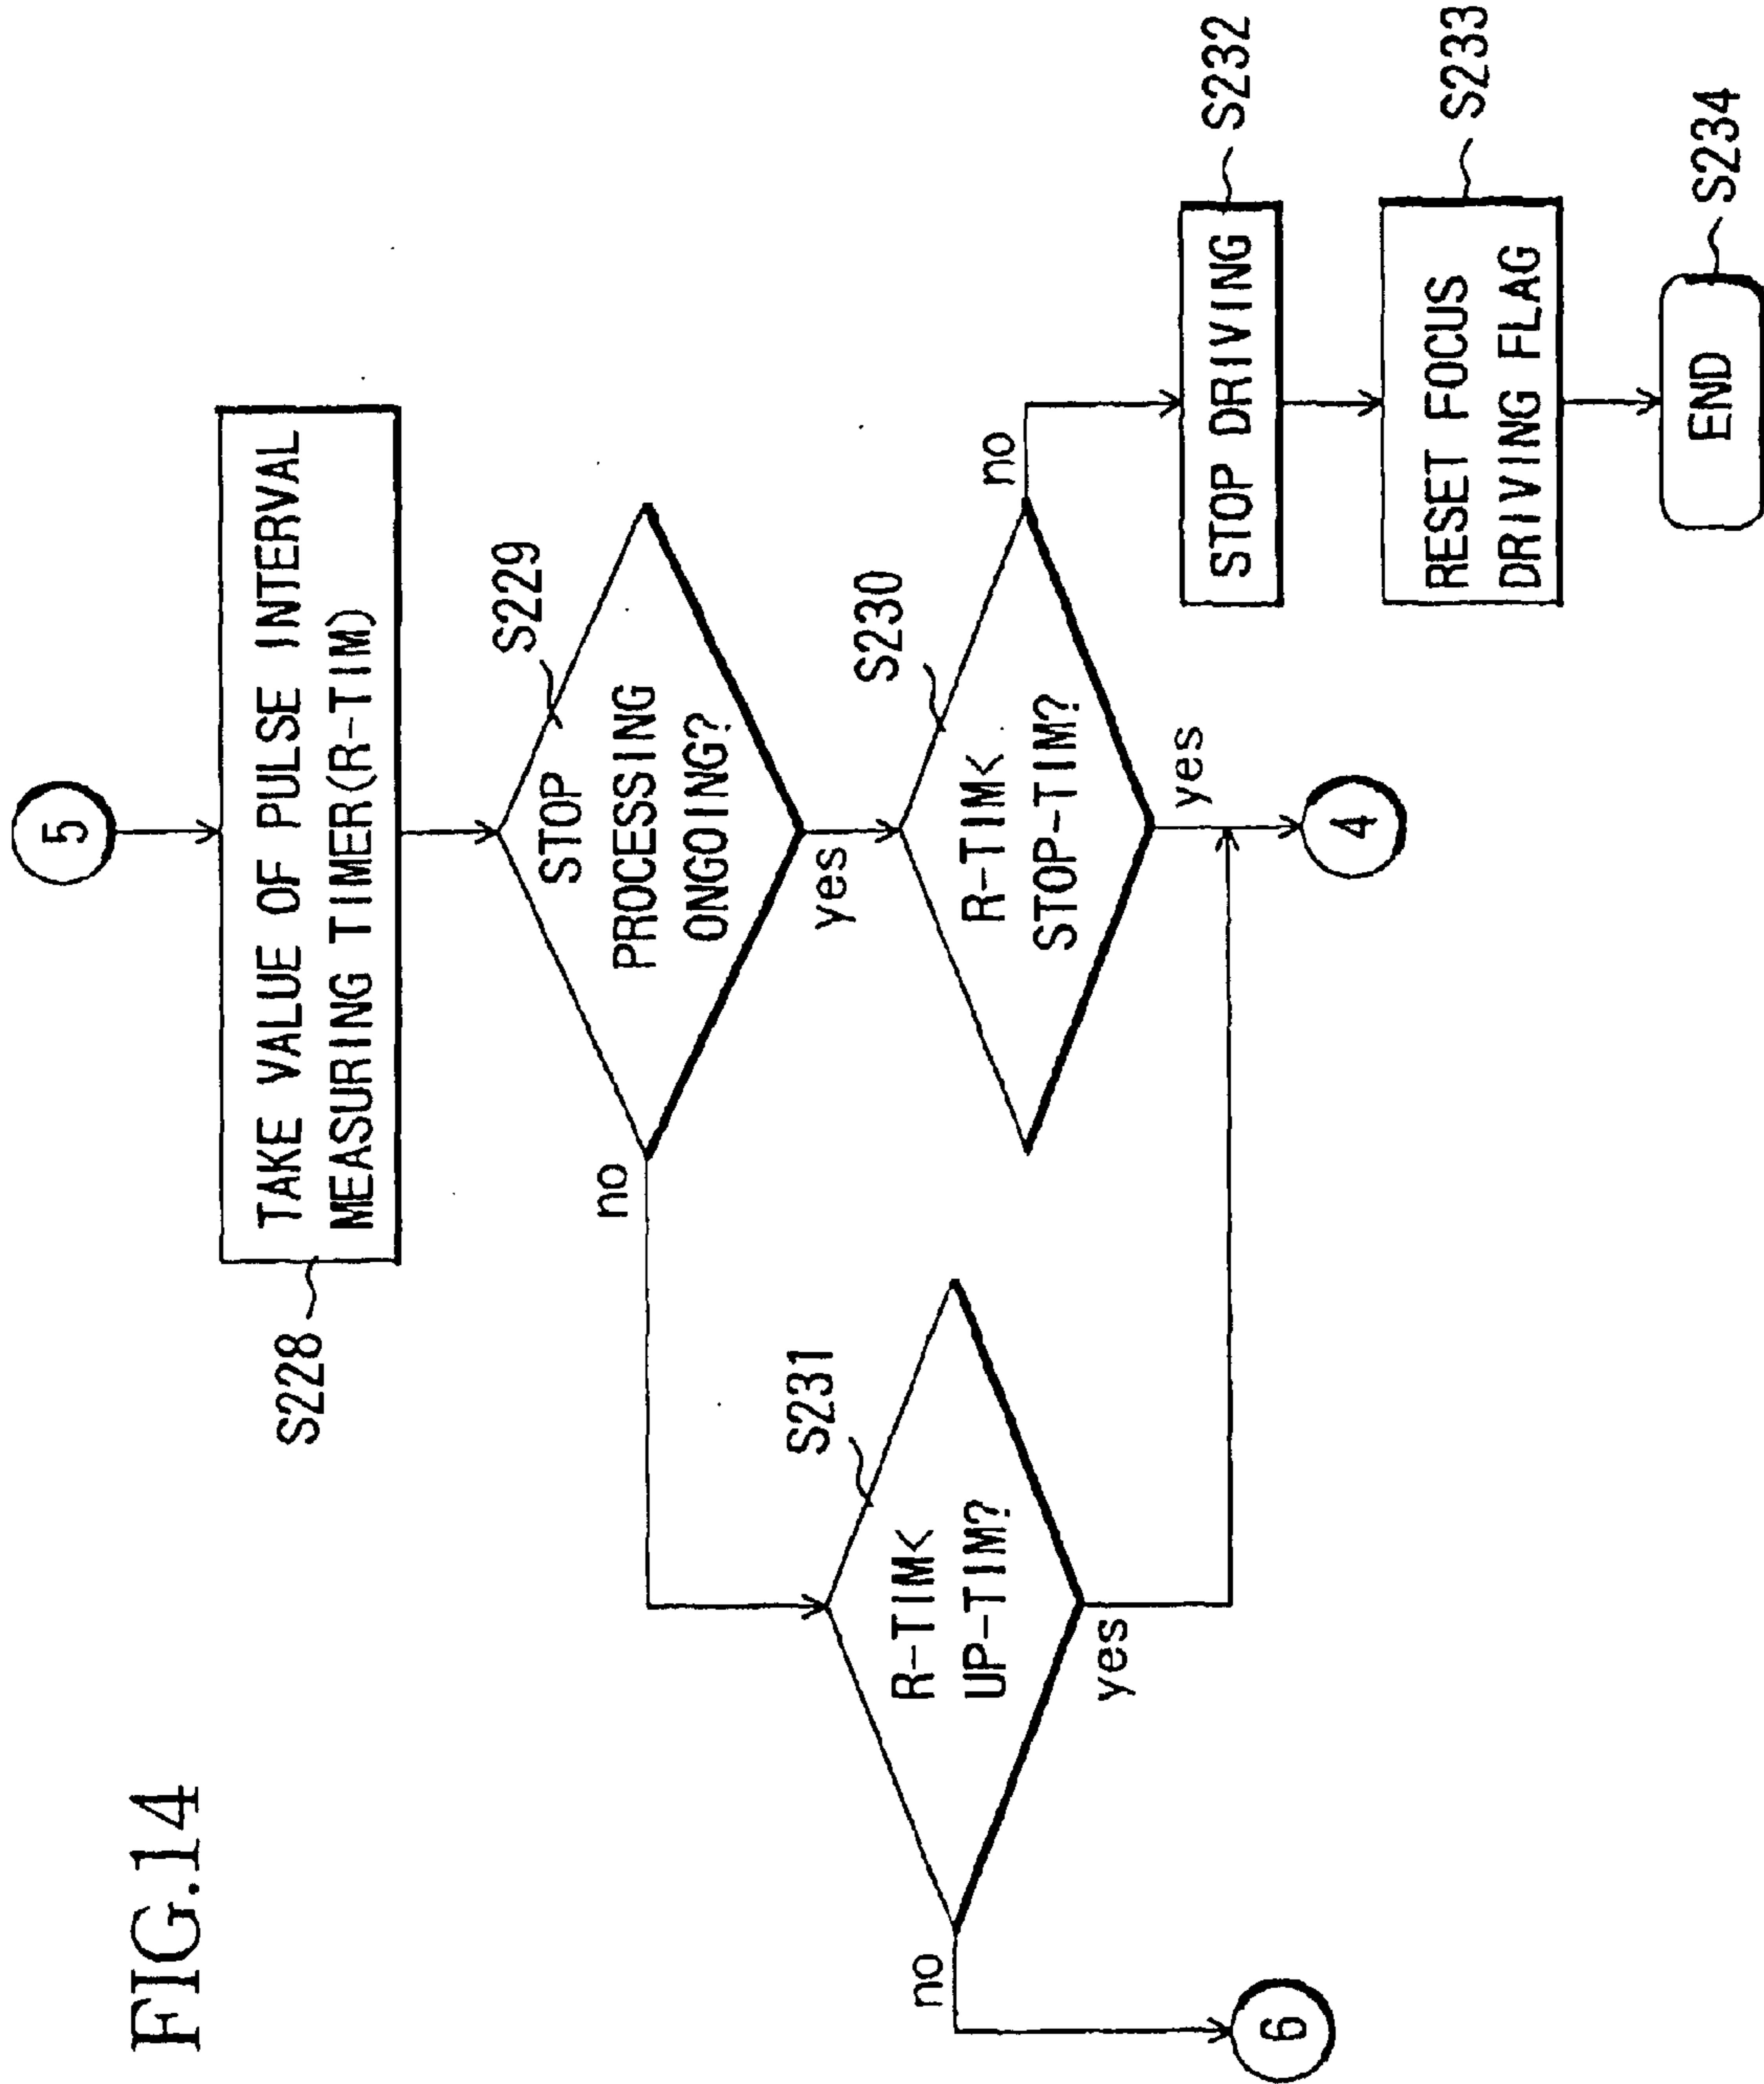 FIG.14
5
TAKE VALUE OF PULSE INTERVAL
MEASURING TIMER(R-TIM)
S228
STOP
PROCESSING
ONGOING?
S229
no
yes
R-TIM<
STOP-TIM?
S230
no
yes
R-TIM<
UP-TIM?
S231
no
yes
6
4
STOP DRIVING
S232
RESET FOCUS
DRIVING FLAG
S233
END
S234